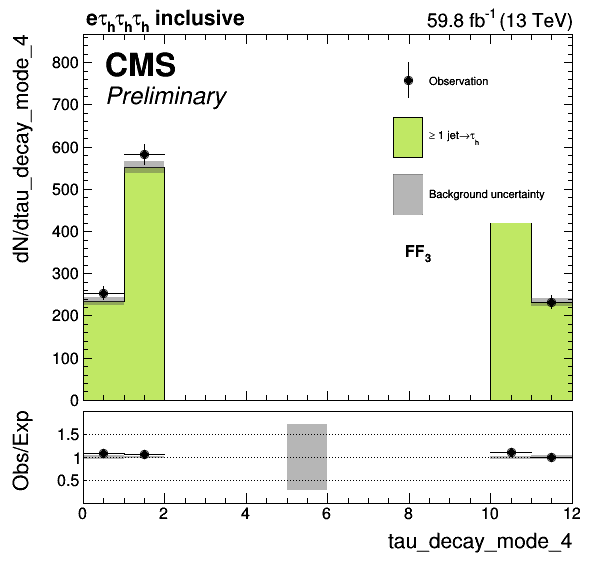 eτhτhτh inclusive
59.8 fb-1 (13 TeV)
CMS
Preliminary
Observation
≥ 1 jet→τh
Background uncertainty
FF3
dN/dtau_decay_mode_4
800
700
600
500
400
300
200
100
0
Obs/Exp
1.5
1
0.5
0 2 4 6 8 10 12
tau_decay_mode_4